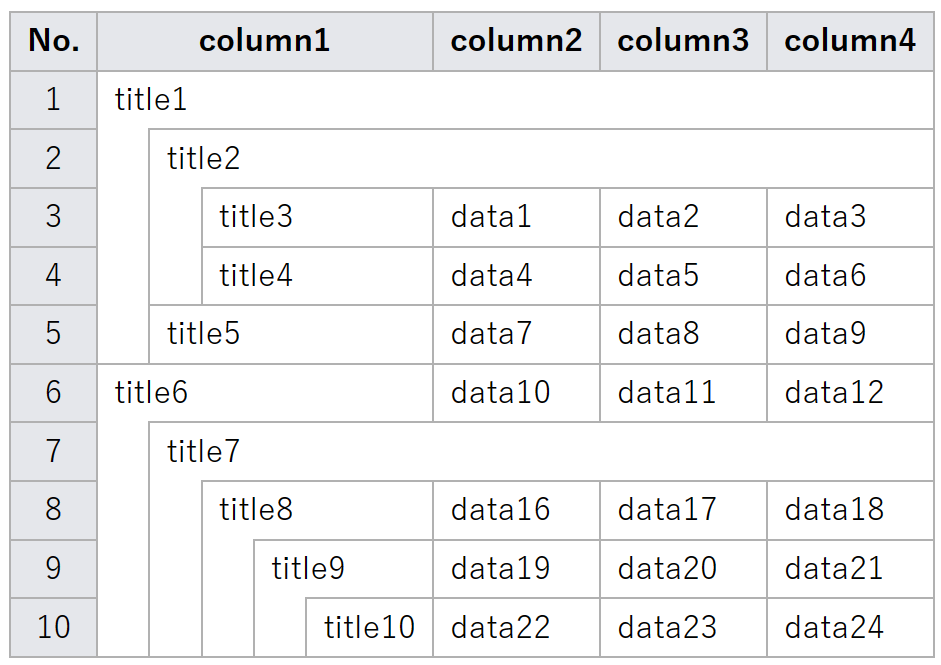 No. column1 column2 column3 column4
1 title1
2 title2
3 title3 data1 data2 data3
4 title4 data4 data5 data6
5 title5 data7 data8 data9
6 title6 data10 data11 data12
7 title7
8 title8 data16 data17 data18
9 title9 data19 data20 data21
10 title10 data22 data23 data24